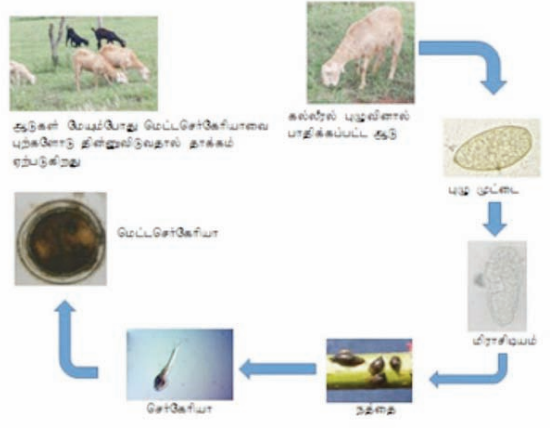 ஆடுகள் மேயும்போது மெட்டசெர்கேரியாவை
புற்களோடு தின்னுவிடுவதால் தாக்கம்
ஏற்படுகிறது
கல்லீரல் புழுவினால்
பாதிக்கப்பட்ட ஆடு
புழு முட்டை
மிராசிடியம்
நத்தை
செர்கேரியா
மெட்டசெர்கேரியா